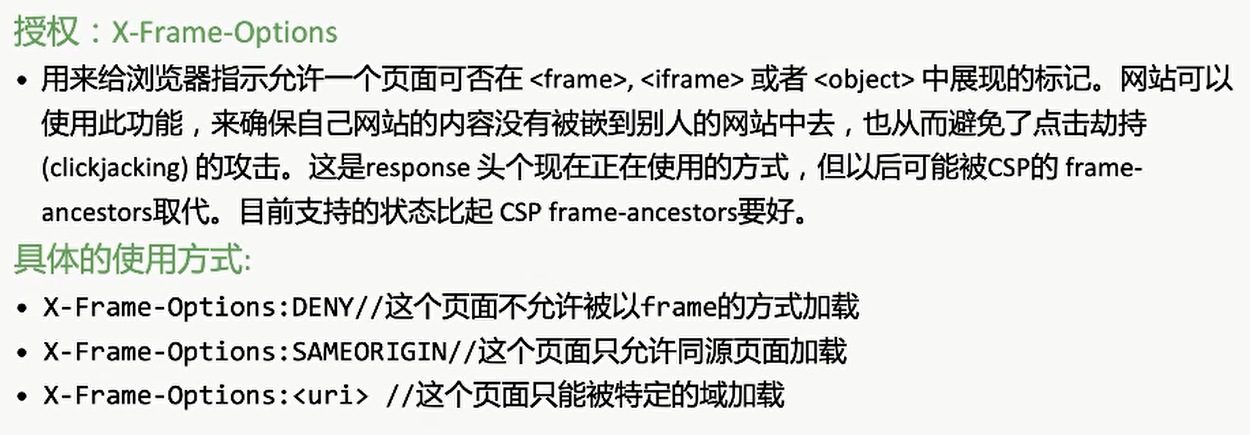 授权：X-Frame-Options
• 用来给浏览器指示允许一个页面可否在 <frame>, <iframe> 或者 <object> 中展现的标记。网站可以
使用此功能，来确保自己网站的内容没有被嵌到别人的网站中去，也从而避免了点击劫持
(clickjacking) 的攻击。这是response 头个现在正在使用的方式，但以后可能被CSP的 frame-
ancestors取代。目前支持的状态比起 CSP frame-ancestors要好。
具体的使用方式:
• X-Frame-Options:DENY//这个页面不允许被以frame的方式加载
• X-Frame-Options:SAMEORIGIN//这个页面只允许同源页面加载
• X-Frame-Options:<uri> //这个页面只能被特定的域加载